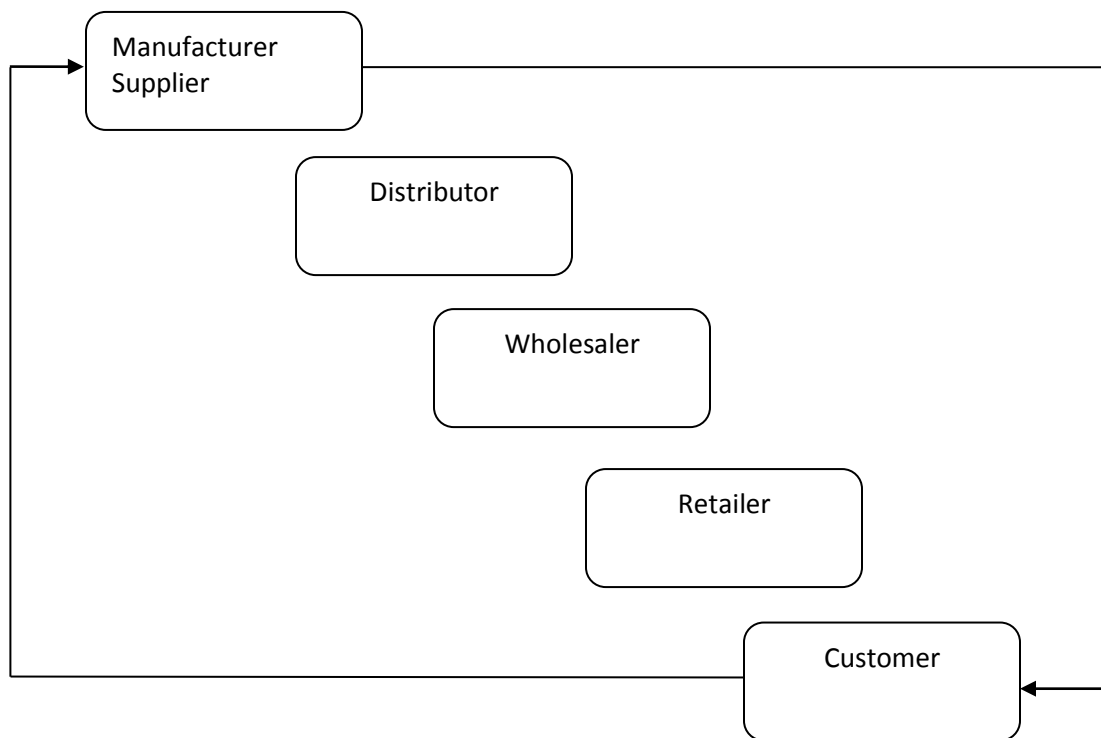 Manufacturer
Supplier
Distributor
Wholesaler
Retailer
Customer